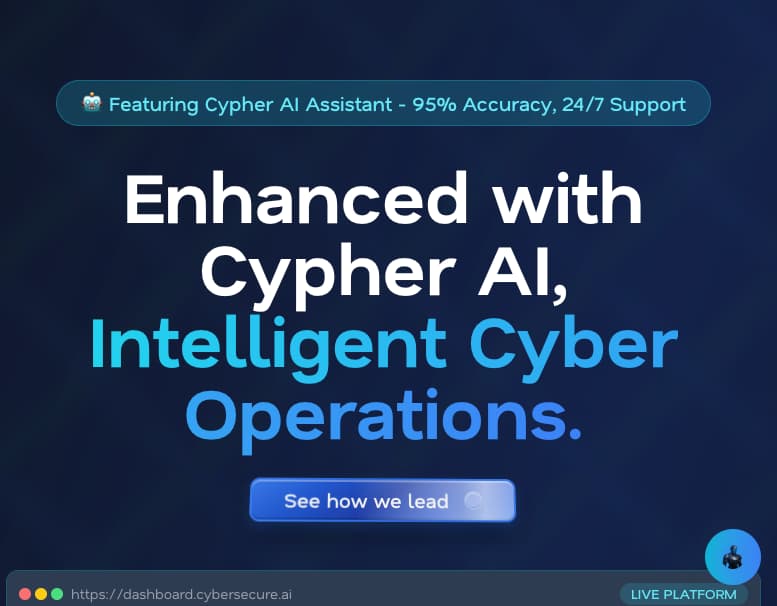 Featuring Cypher AI Assistant - 95% Accuracy, 24/7 Support
Enhanced with
Cypher AI,
Intelligent Cyber
Operations.
See how we lead
https://dashboard.cybersecure.ai
LIVE PLATFORM